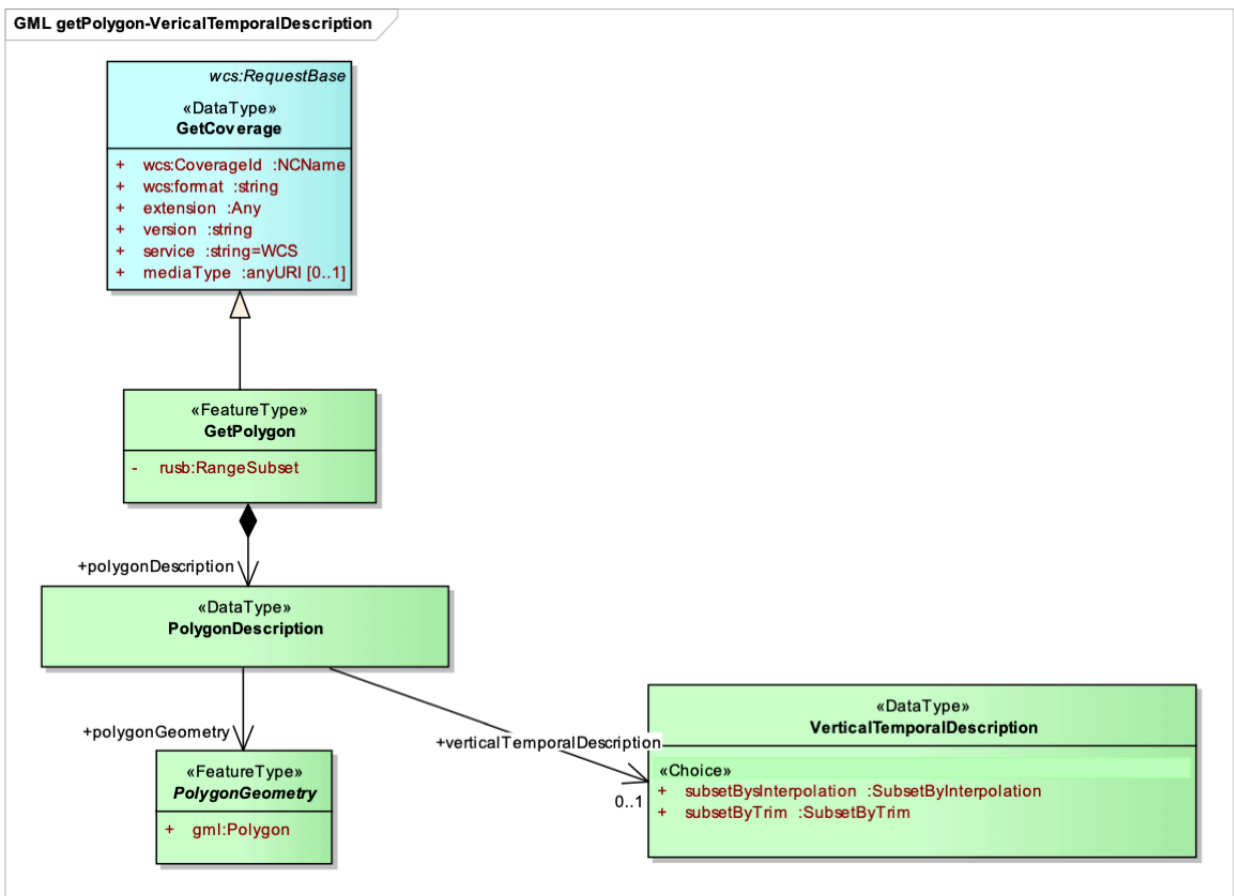 GML getPolygon-VericalTemporalDescription
wcs:RequestBase
«DataType»
GetCoverage
+ wcs:CoverageId :NCName
+ wcs:format :string
+ extension :Any
+ version :string
+ service :string=WCS
+ mediaType :anyURI [0..1]
«FeatureType»
GetPolygon
- rusb:RangeSubset
+polygonDescription
«DataType»
PolygonDescription
+polygonGeometry
«FeatureType»
PolygonGeometry
+ gml:Polygon
+verticalTemporalDescription
0..1
«DataType»
VerticalTemporalDescription
«Choice»
+ subsetBysInterpolation :SubsetByInterpolation
+ subsetByTrim :SubsetByTrim